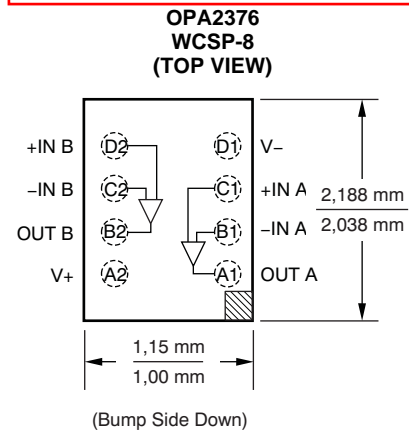 OPA2376
WCSP-8
(TOP VIEW)
+IN B D2 D1 V−
−IN B C2 C1 +IN A
OUT B B2 B1 −IN A
V+ A2 A1 OUT A
2,188 mm
2,038 mm
1,15 mm
1,00 mm
(Bump Side Down)